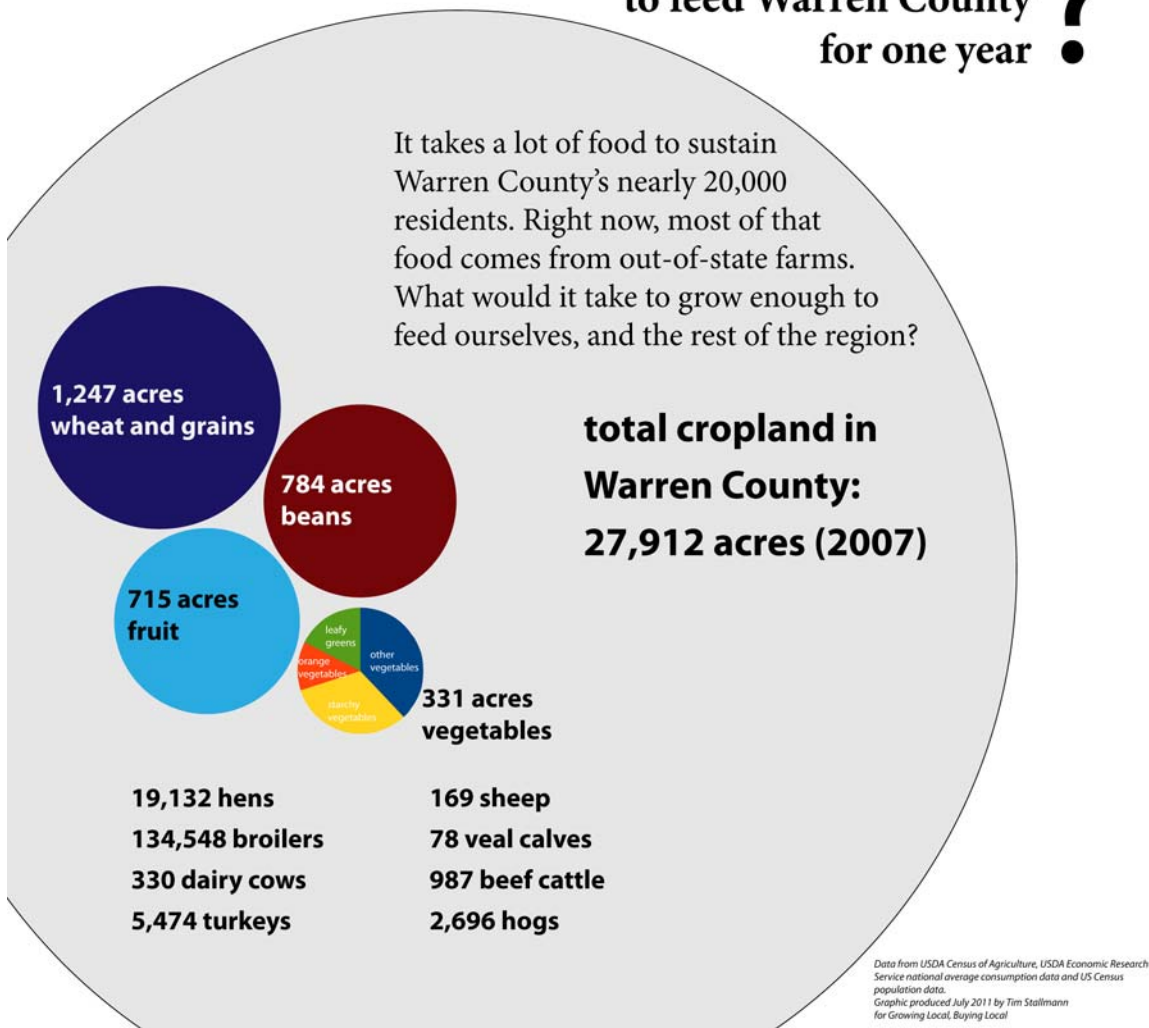 to feed Warren County
for one year ?
It takes a lot of food to sustain
Warren County's nearly 20,000
residents. Right now, most of that
food comes from out-of-state farms.
What would it take to grow enough to
feed ourselves, and the rest of the region?
1,247 acres
wheat and grains
784 acres
beans
total cropland in
Warren County:
27,912 acres (2007)
715 acres
fruit
leafy
greens
other
vegetables
orange
vegetables
starchy
vegetables
331 acres
vegetables
19,132 hens
134,548 broilers
330 dairy cows
5,474 turkeys
169 sheep
78 veal calves
987 beef cattle
2,696 hogs
Data from USDA Census of Agriculture, USDA Economic Research
Service national average consumption data and US Census
population data.
Graphic produced July 2011 by Tim Stallmann
for Growing Local, Buying Local